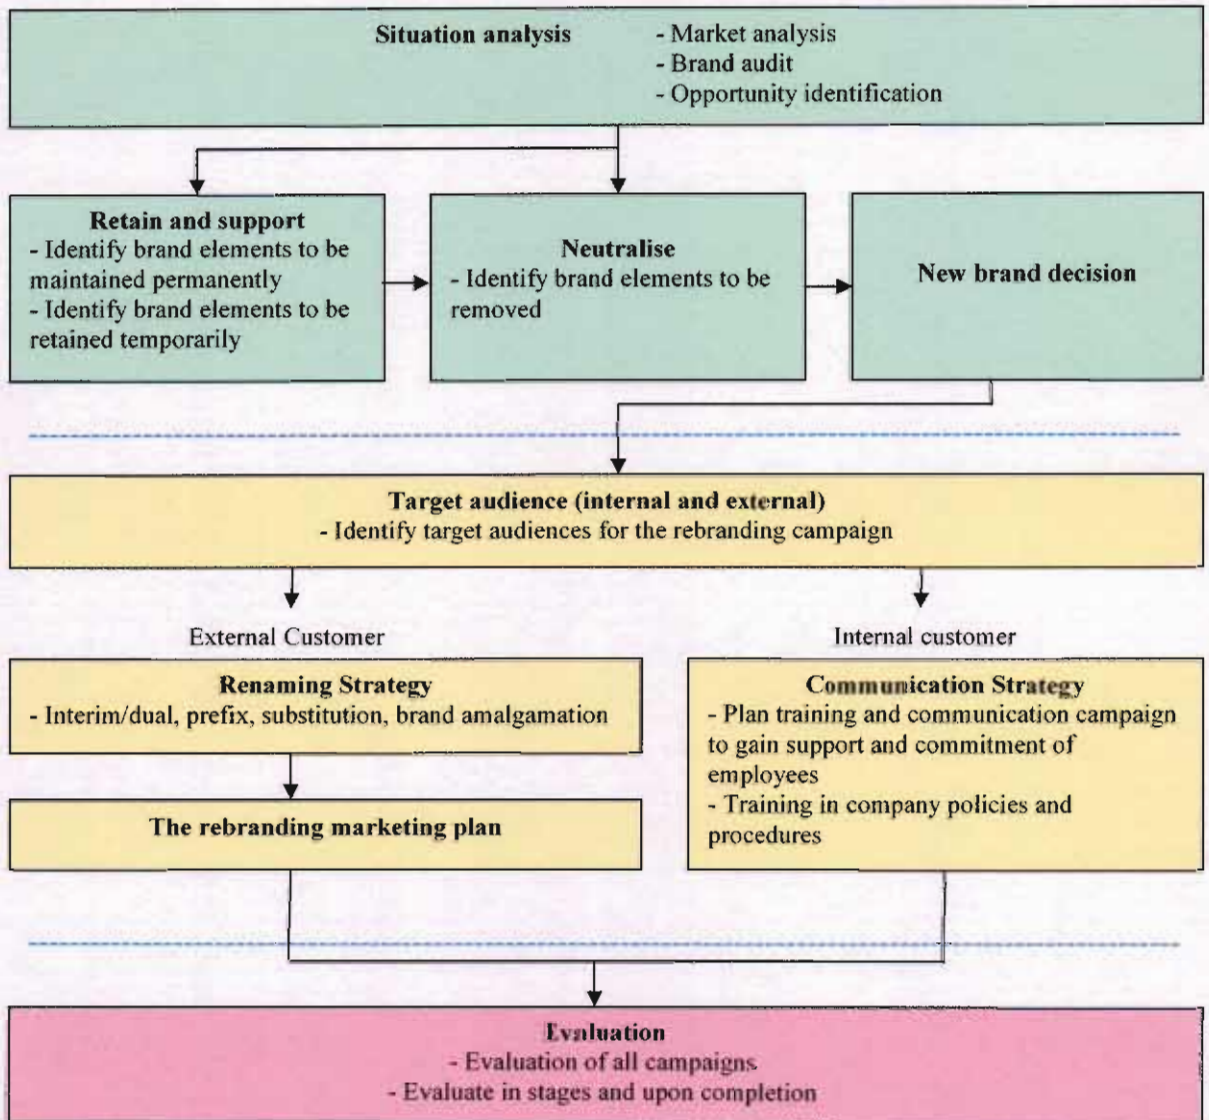 Situation analysis
- Market analysis
- Brand audit
- Opportunity identification
Retain and support
- Identify brand elements to be
maintained permanently
- Identify brand elements to be
retained temporarily
Neutralise
- Identify brand elements to be
removed
New brand decision
Target audience (internal and external)
- Identify target audiences for the rebranding campaign
External Customer
Renaming Strategy
- Interim/dual, prefix, substitution, brand amalgamation
The rebranding marketing plan
Internal customer
Communication Strategy
- Plan training and communication campaign
to gain support and commitment of
employees
- Training in company policies and
procedures
Evaluation
- Evaluation of all campaigns
- Evaluate in stages and upon completion